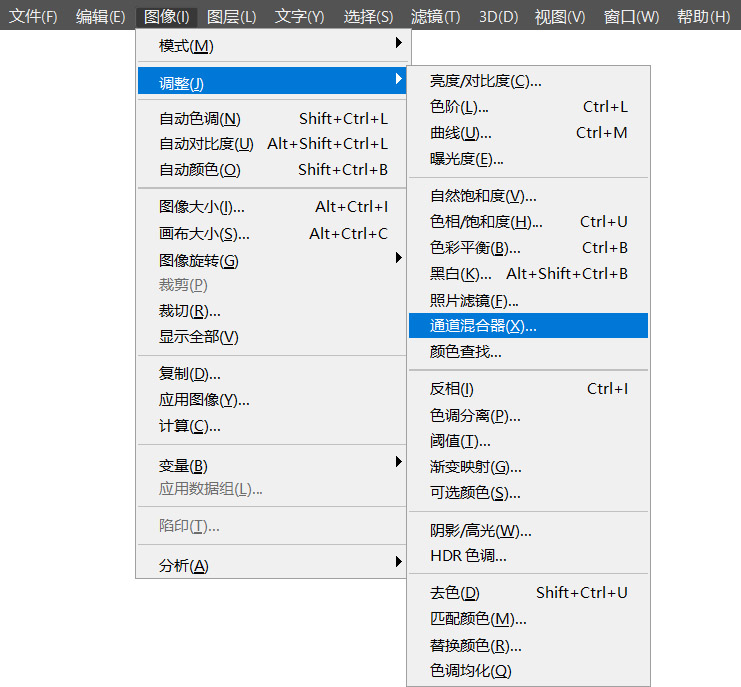 文件(F) 编辑(E) 图像(I) 图层(L) 文字(Y) 选择(S) 滤镜(T) 3D(D) 视图(V) 窗口(W) 帮助(H)
模式(M)
调整(J)
自动色调(N) Shift+Ctrl+L
自动对比度(U) Alt+Shift+Ctrl+L
自动颜色(O) Shift+Ctrl+B
图像大小(I)... Alt+Ctrl+I
画布大小(S)... Alt+Ctrl+C
图像旋转(G)
裁剪(P)
裁切(R)...
显示全部(V)
复制(D)...
应用图像(Y)...
计算(C)...
变量(B)
应用数据组(L)...
陷印(T)...
分析(A)
亮度/对比度(C)...
色阶(L)... Ctrl+L
曲线(U)... Ctrl+M
曝光度(E)...
自然饱和度(V)...
色相/饱和度(H)... Ctrl+U
色彩平衡(B)... Ctrl+B
黑白(K)... Alt+Shift+Ctrl+B
照片滤镜(F)...
通道混合器(X)...
颜色查找...
反相(I) Ctrl+I
色调分离(P)...
阈值(T)...
渐变映射(G)...
可选颜色(S)...
阴影/高光(W)...
HDR 色调...
去色(D) Shift+Ctrl+U
匹配颜色(M)...
替换颜色(R)...
色调均化(Q)